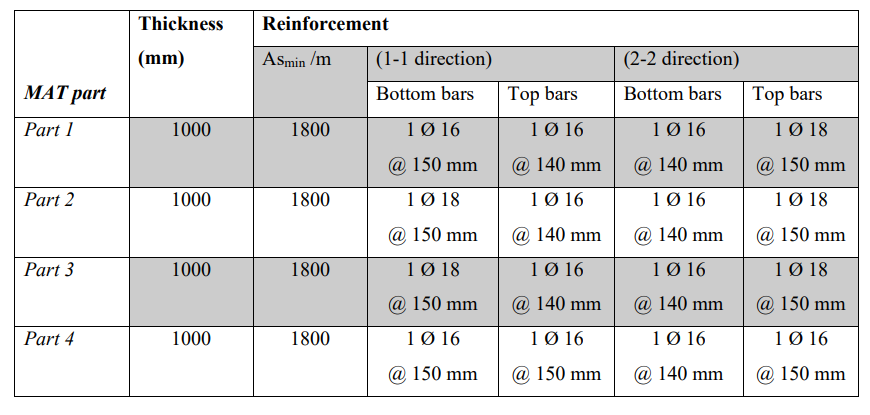 Thickness Reinforcement
(mm) Asmin /m (1-1 direction) (2-2 direction)
MAT part Bottom bars Top bars Bottom bars Top bars
Part 1 1000 1800 1 Ø 16 1 Ø 16 1 Ø 16 1 Ø 18
@ 150 mm @ 140 mm @ 140 mm @ 150 mm
Part 2 1000 1800 1 Ø 18 1 Ø 16 1 Ø 16 1 Ø 18
@ 150 mm @ 140 mm @ 140 mm @ 150 mm
Part 3 1000 1800 1 Ø 18 1 Ø 16 1 Ø 16 1 Ø 18
@ 150 mm @ 140 mm @ 140 mm @ 150 mm
Part 4 1000 1800 1 Ø 16 1 Ø 16 1 Ø 16 1 Ø 16
@ 150 mm @ 150 mm @ 140 mm @ 150 mm